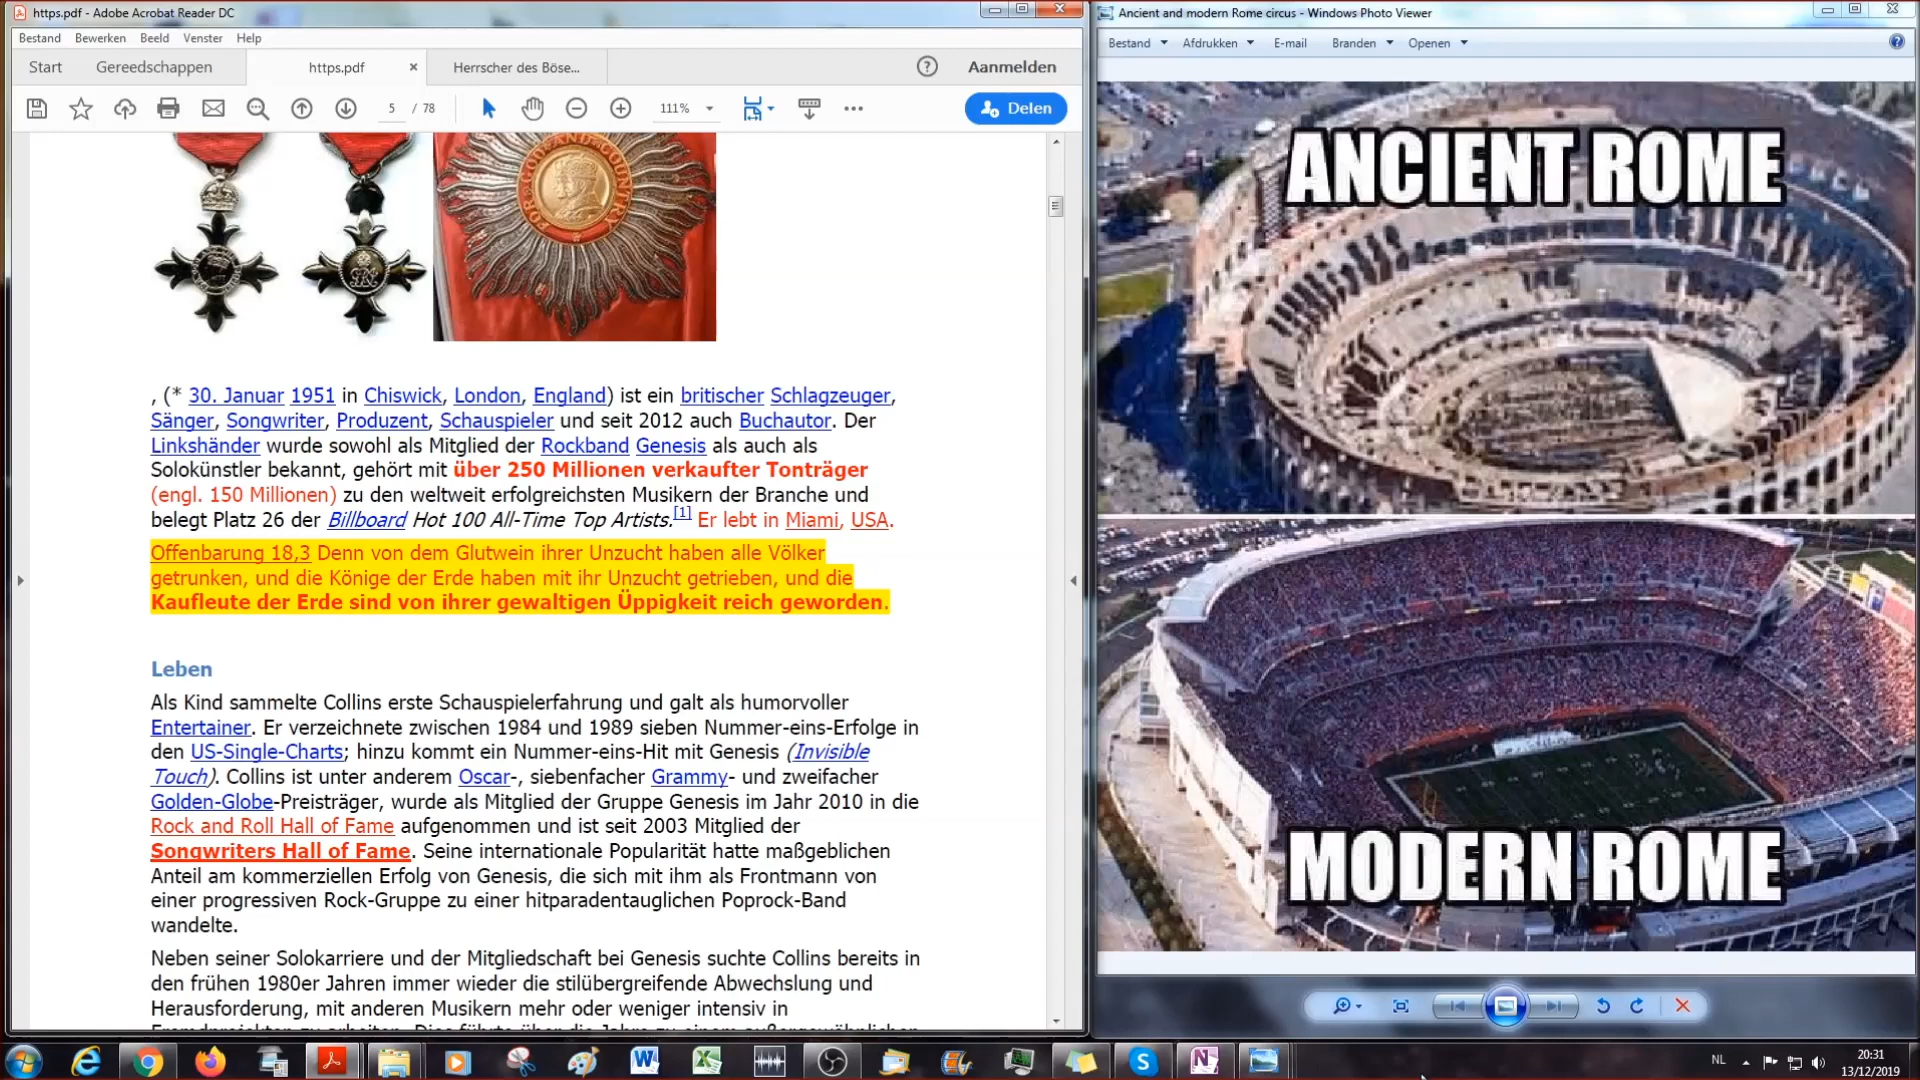 https.pdf - Adobe Acrobat Reader DC
Bestand Bewerken Beeld Venster Help
Start Gereedschappen https.pdf × Herrscher des Böse... Aanmelden
5 / 78 111% Delen
FOR GOD AND COUNTRY
, (* 30. Januar 1951 in Chiswick, London, England) ist ein britischer Schlagzeuger,
Sänger, Songwriter, Produzent, Schauspieler und seit 2012 auch Buchautor. Der
Linkshänder wurde sowohl als Mitglied der Rockband Genesis als auch als
Solokünstler bekannt, gehört mit über 250 Millionen verkaufter Tonträger
(engl. 150 Millionen) zu den weltweit erfolgreichsten Musikern der Branche und
belegt Platz 26 der Billboard Hot 100 All-Time Top Artists.[1] Er lebt in Miami, USA.
Offenbarung 18,3 Denn von dem Glutwein ihrer Unzucht haben alle Völker
getrunken, und die Könige der Erde haben mit ihr Unzucht getrieben, und die
Kaufleute der Erde sind von ihrer gewaltigen Üppigkeit reich geworden.
Leben
Als Kind sammelte Collins erste Schauspielerfahrung und galt als humorvoller
Entertainer. Er verzeichnete zwischen 1984 und 1989 sieben Nummer-eins-Erfolge in
den US-Single-Charts; hinzu kommt ein Nummer-eins-Hit mit Genesis (Invisible
Touch). Collins ist unter anderem Oscar-, siebenfacher Grammy- und zweifacher
Golden-Globe-Preisträger, wurde als Mitglied der Gruppe Genesis im Jahr 2010 in die
Rock and Roll Hall of Fame aufgenommen und ist seit 2003 Mitglied der
Songwriters Hall of Fame. Seine internationale Popularität hatte maßgeblichen
Anteil am kommerziellen Erfolg von Genesis, die sich mit ihm als Frontmann von
einer progressiven Rock-Gruppe zu einer hitparadentauglichen Poprock-Band
wandelte.
Neben seiner Solokarriere und der Mitgliedschaft bei Genesis suchte Collins bereits in
den frühen 1980er Jahren immer wieder die stilübergreifende Abwechslung und
Herausforderung, mit anderen Musikern mehr oder weniger intensiv in
Ancient and modern Rome circus - Windows Photo Viewer
Bestand Afdrukken E-mail Branden Openen
ANCIENT ROME
MODERN ROME
NL
20:31
13/12/2019